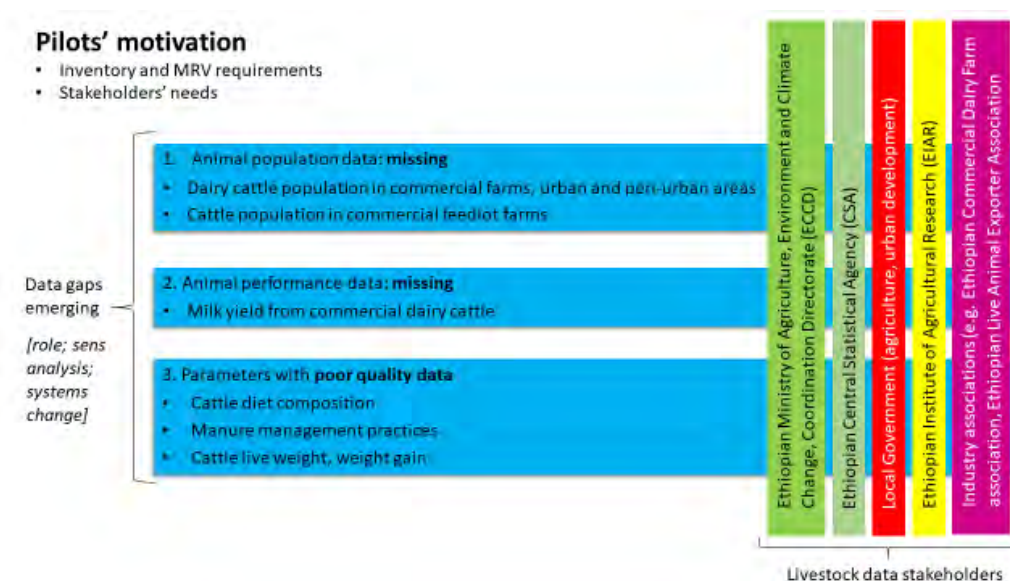 Pilots' motivation
• Inventory and MRV requirements
• Stakeholders' needs
Data gaps
emerging
[role; sens
analysis;
systems
change]
1. Animal population data: missing
• Dairy cattle population in commercial farms, urban and peri-urban areas
• Cattle population in commercial feedlot farms
2. Animal performance data: missing
• Milk yield from commercial dairy cattle
3. Parameters with poor quality data
• Cattle diet composition
• Manure management practices
• Cattle live weight, weight gain
Ethiopian Ministry of Agriculture, Environment and Climate
Change, Coordination Directorate (ECCD)
Ethiopian Central Statistical Agency (CSA)
Local Government (agriculture, urban development)
Ethiopian Institute of Agricultural Research (EIAR)
Industry associations (e.g. Ethiopian Commercial Dairy Farm
association, Ethiopian Live Animal Exporter Association
Livestock data stakeholders